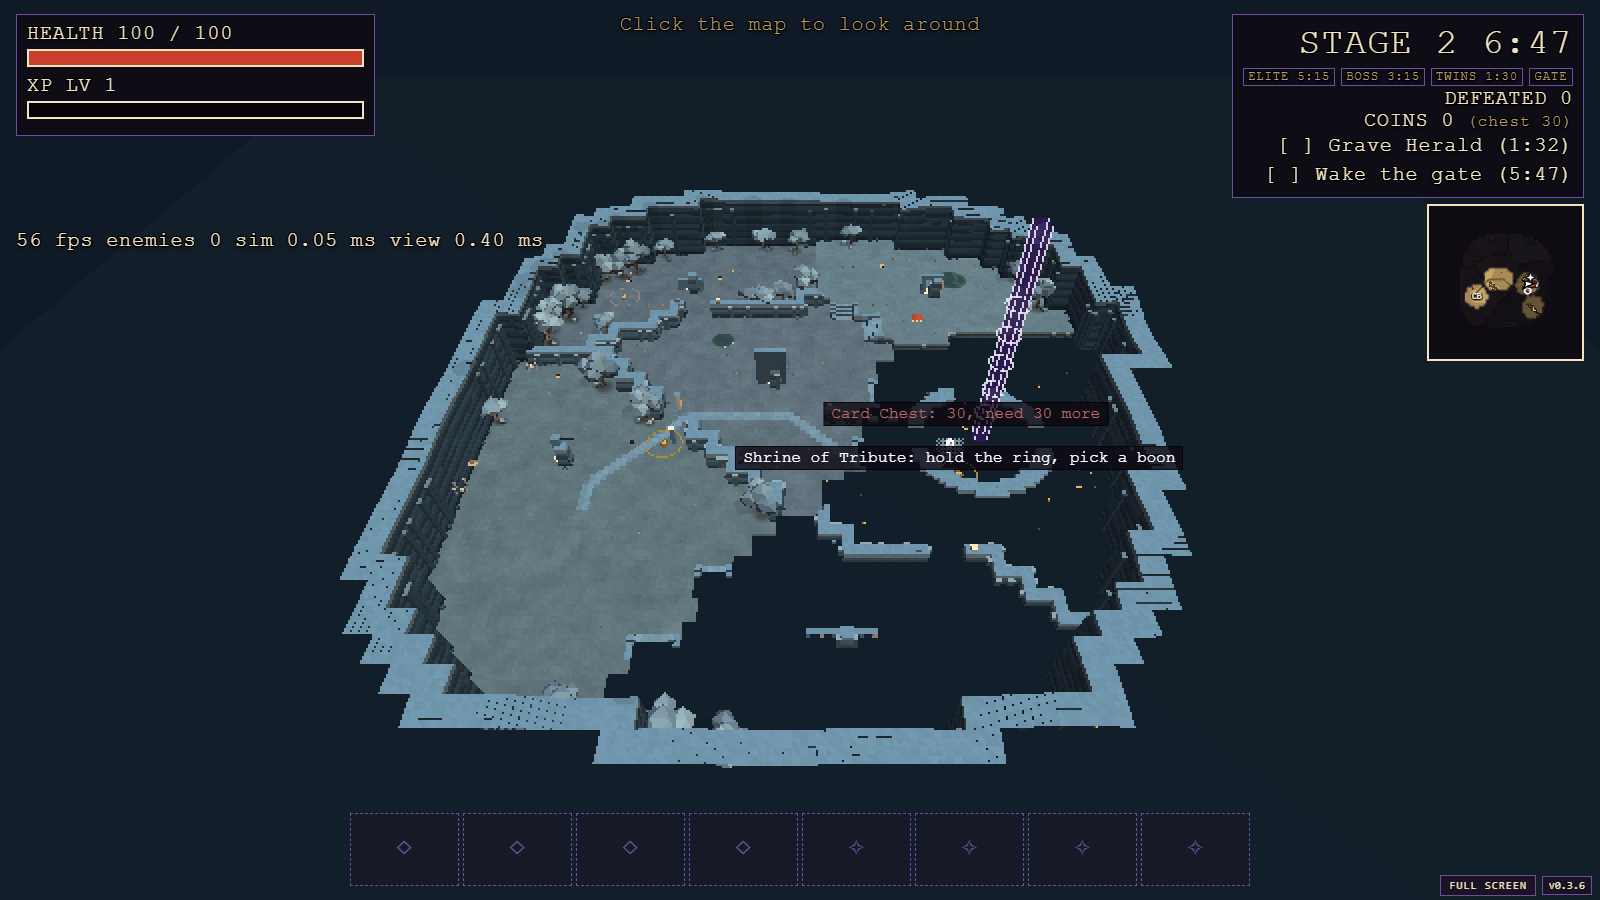 HEALTH 100 / 100
XP LV 1
Click the map to look around
STAGE 2 6:47
ELITE 5:15 BOSS 3:15 TWINS 1:30 GATE
DEFEATED 0
COINS 0 (chest 30)
[ ] Grave Herald (1:32)
[ ] Wake the gate (5:47)
56 fps enemies 0 sim 0.05 ms view 0.40 ms
CB
Card Chest: 30, need 30 more
Shrine of Tribute: hold the ring, pick a boon
FULL SCREEN v0.3.6